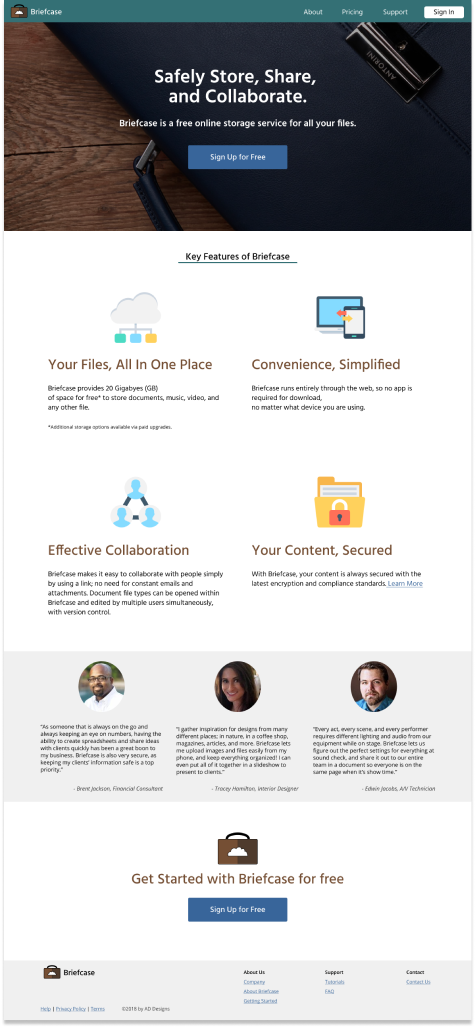 Briefcase
About Pricing Support Sign In
ANTORINI
Safely Store, Share,
and Collaborate.
Briefcase is a free online storage service for all your files.
Sign Up for Free
Key Features of Briefcase
Your Files, All In One Place
Briefcase provides 20 Gigabyes (GB)
of space for free* to store documents, music, video, and
any other file.
*Additional storage options available via paid upgrades.
Convenience, Simplified
Briefcase runs entirely through the web, so no app is
required for download,
no matter what device you are using.
Effective Collaboration
Briefcase makes it easy to collaborate with people simply
by using a link; no need for constant emails and
attachments. Document file types can be opened within
Briefcase and edited by multiple users simultaneously,
with version control.
Your Content, Secured
With Briefcase, your content is always secured with the
latest encryption and compliance standards. Learn More
"As someone that is always on the go and
always keeping an eye on numbers, having the
ability to create spreadsheets and share ideas
with clients quickly has been a great boon to
my business. Briefcase is also very secure, as
keeping my clients' information safe is a top
priority."
- Brent Jackson, Financial Consultant
"I gather inspiration for designs from many
different places; in nature, in a coffee shop,
magazines, articles, and more. Briefcase lets
me upload images and files easily from my
phone, and keep everything organized! I can
even put all of it together in a slideshow to
present to clients."
- Tracey Hamilton, Interior Designer
"Every act, every scene, and every performer
requires different lighting and audio from our
equipment while on stage. Briefcase lets us
figure out the perfect settings for everything at
sound check, and share it out to our entire
team in a document so everyone is on the
same page when it's show time."
- Edwin Jacobs, A/V Technician
Get Started with Briefcase for free
Sign Up for Free
Briefcase
About Us
Company
About Briefcase
Getting Started
Support
Tutorials
FAQ
Contact
Contact Us
Help | Privacy Policy | Terms ©2018 by AD Designs